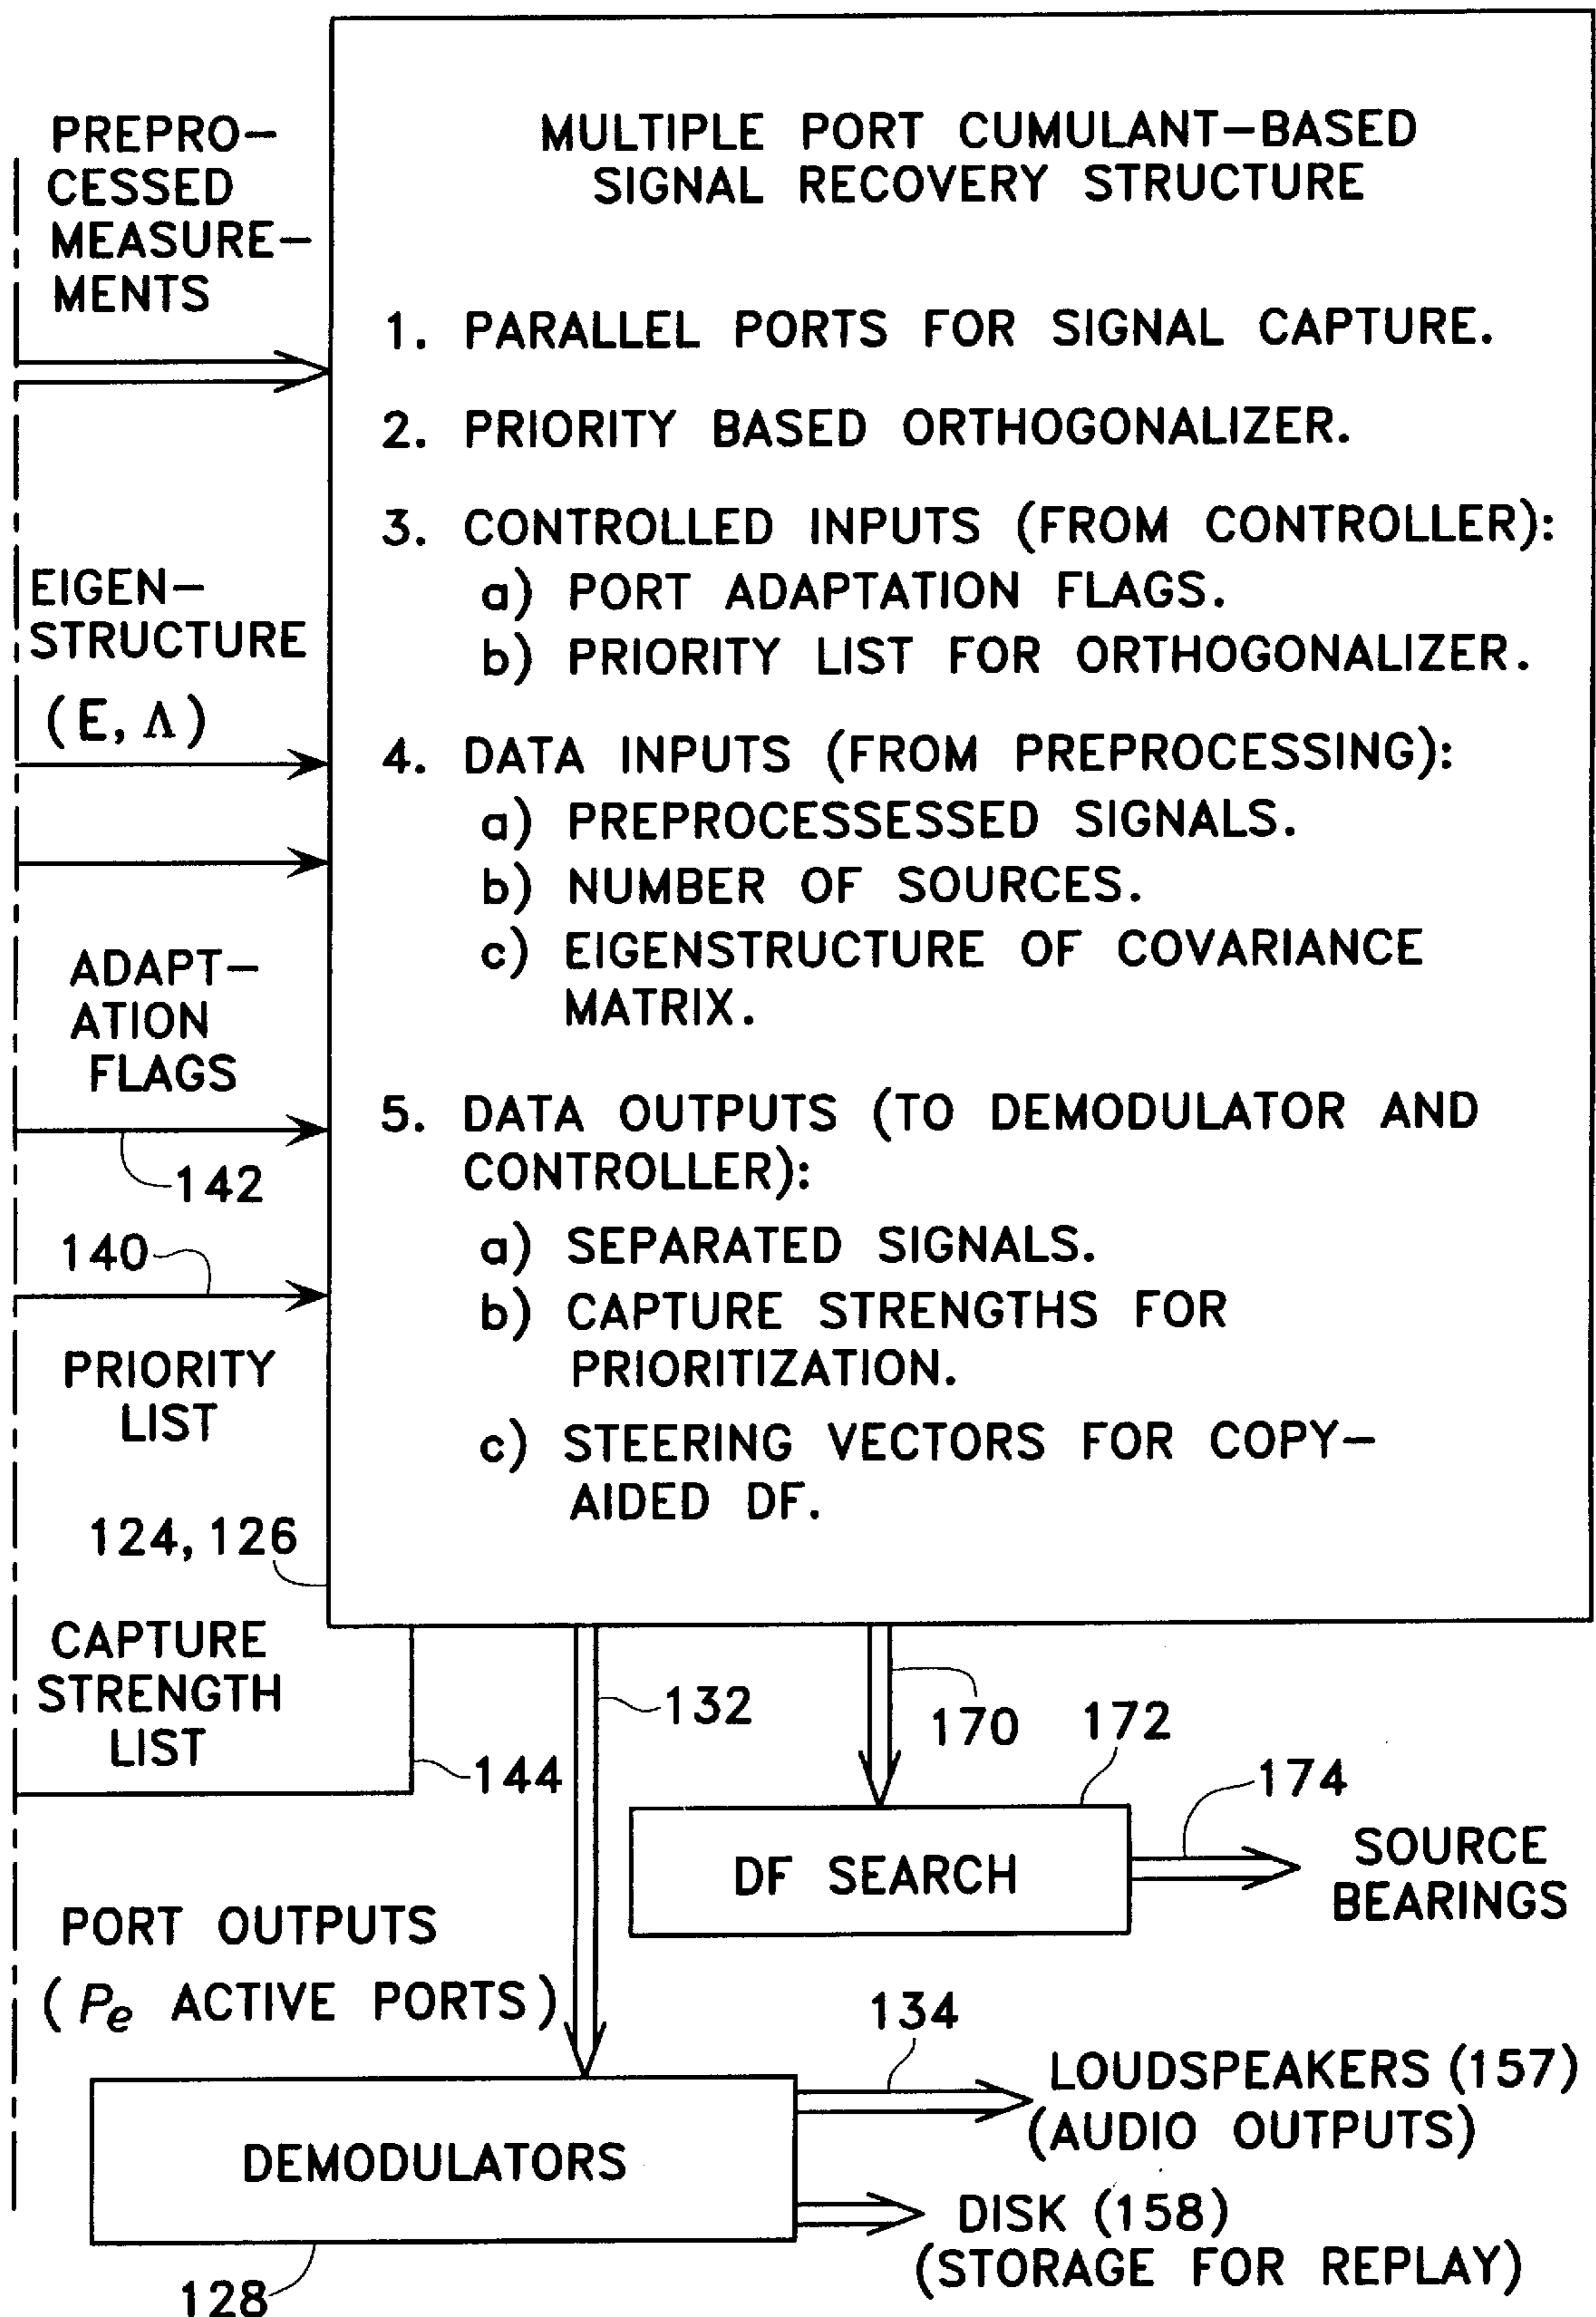 PREPRO—
CESSED
MEASURE—
MENTS
EIGEN—
STRUCTURE
(E, Λ)
ADAPT—
ATION
FLAGS
142
140
PRIORITY
LIST
124, 126
CAPTURE
STRENGTH
LIST
144
MULTIPLE PORT CUMULANT—BASED
SIGNAL RECOVERY STRUCTURE
1. PARALLEL PORTS FOR SIGNAL CAPTURE.
2. PRIORITY BASED ORTHOGONALIZER.
3. CONTROLLED INPUTS (FROM CONTROLLER):
a) PORT ADAPTATION FLAGS.
b) PRIORITY LIST FOR ORTHOGONALIZER.
4. DATA INPUTS (FROM PREPROCESSING):
a) PREPROCESSESSED SIGNALS.
b) NUMBER OF SOURCES.
c) EIGENSTRUCTURE OF COVARIANCE
MATRIX.
5. DATA OUTPUTS (TO DEMODULATOR AND
CONTROLLER):
a) SEPARATED SIGNALS.
b) CAPTURE STRENGTHS FOR
PRIORITIZATION.
c) STEERING VECTORS FOR COPY—
AIDED DF.
132
170
172
174
DF SEARCH
SOURCE
BEARINGS
PORT OUTPUTS
(Pe ACTIVE PORTS)
134
DEMODULATORS
128
LOUDSPEAKERS (157)
(AUDIO OUTPUTS)
DISK (158)
(STORAGE FOR REPLAY)